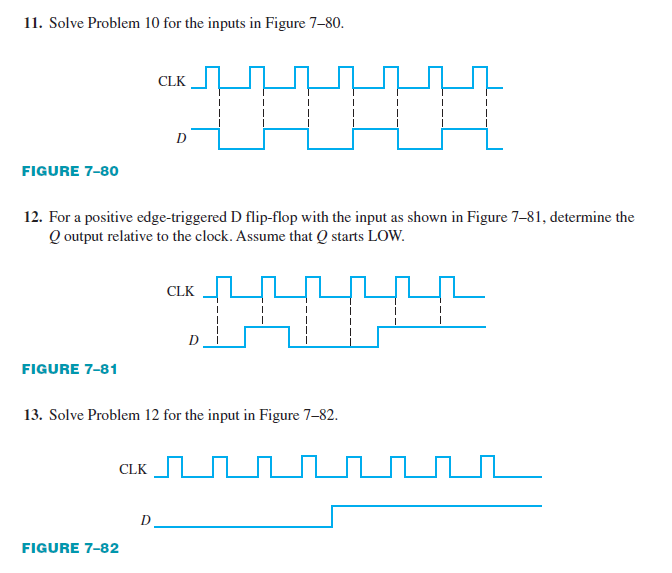 11. Solve Problem 10 for the inputs in Figure 7–80.
CLK
D
FIGURE 7–80
12. For a positive edge-triggered D flip-flop with the input as shown in Figure 7–81, determine the
Q output relative to the clock. Assume that Q starts LOW.
CLK
D
FIGURE 7–81
13. Solve Problem 12 for the input in Figure 7–82.
CLK
D
FIGURE 7–82